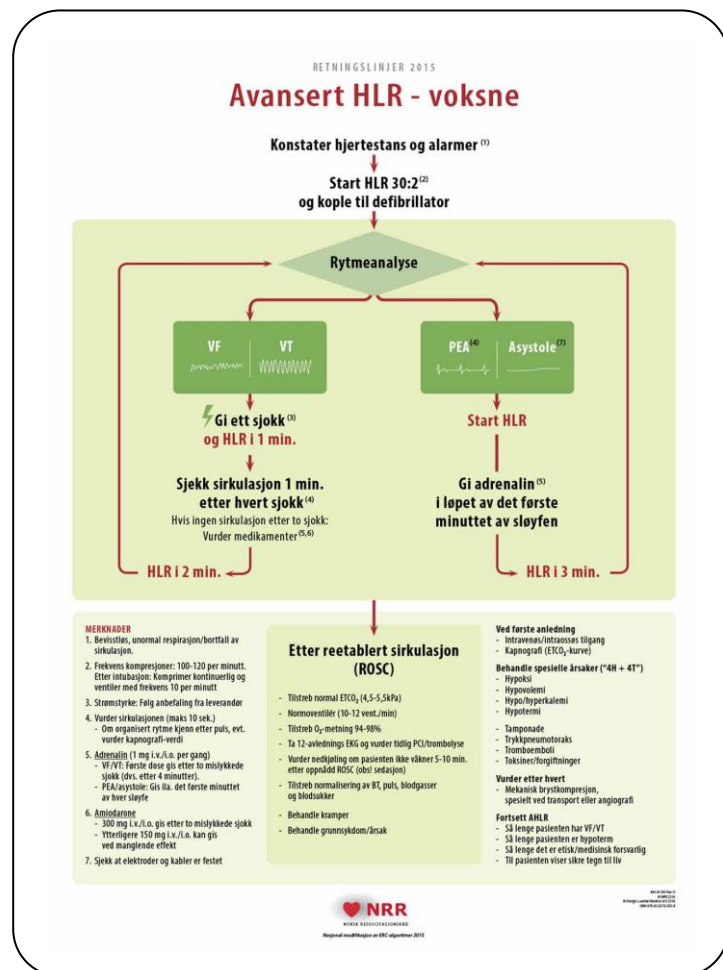 RETNINGSLINJER 2015
Avansert HLR - voksne
Konstater hjertestans og alarmer (1)
Start HLR 30:2 (2)
og kople til defibrillator
Rytmeanalyse
VF
VT
PEA (4)
Asystole (7)
Gi ett sjokk (3)
og HLR i 1 min.
Sjekk sirkulasjon 1 min.
etter hvert sjokk (4)
Hvis ingen sirkulasjon etter to sjokk:
Vurder medikamenter (5,6)
HLR i 2 min.
Start HLR
Gi adrenalin (5)
i løpet av det første
minuttet av sløyfen
HLR i 3 min.
MERKNADER
1. Bevisstløs, unormal respirasjon/bortfall av
sirkulasjon.
2. Frekvens kompresjoner: 100-120 per minutt.
Etter intubasjon: Komprimer kontinuerlig og
ventiler med frekvens 10 per minutt
3. Strømstyrke: Følg anbefaling fra leverandør
4. Vurder sirkulasjonen (maks 10 sek.)
- Om organisert rytme kjenn etter puls, evt.
vurder kapnografi-verdi
5. Adrenalin (1 mg i.v./i.o. per gang)
- VF/VT: Første dose gis etter to mislykkede
sjokk (dvs. etter 4 minutter).
- PEA/asystole: Gis ila. det første minuttet
av hver sløyfe
6. Amiodarone
- 300 mg i.v./i.o. gis etter to mislykkede sjokk
- Ytterligere 150 mg i.v./i.o. kan gis
ved manglende effekt
7. Sjekk at elektroder og kabler er festet
Etter reetablert sirkulasjon
(ROSC)
- Tilstreb normal ETCO₂ (4,5-5,5kPa)
- Normoventilér (10-12 vent./min)
- Tilstreb O₂-metning 94-98%
- Ta 12-avlednings EKG og vurder tidlig PCI/trombolyse
- Vurder nedkjøling om pasienten ikke våkner 5-10 min.
etter oppnådd ROSC (obs! sedasjon)
- Tilstreb normalisering av BT, puls, blodgasser
og blodsukker
- Behandle kramper
- Behandle grunnsykdom/årsak
Ved første anledning
- Intravenøs/intraossøs tilgang
- Kapnografi (ETCO₂-kurve)
Behandle spesielle årsaker ("4H + 4T")
- Hypoksi
- Hypovolemi
- Hypo/hyperkalemi
- Hypotermi
- Tamponade
- Trykkpneumotoraks
- Tromboemboli
- Toksiner/forgiftninger
Vurder etter hvert
- Mekanisk brystkompresjon,
spesielt ved transport eller angiografi
Fortsett AHLR
- Så lenge pasienten har VF/VT
- Så lenge pasienten er hypoterm
- Så lenge det er etisk/medisinsk forsvarlig
- Til pasienten viser sikre tegn til liv
NRR
NORSK RESUSCITASJONSRÅD
Nasjonal modifikasjon av ERC-algoritmer 2015